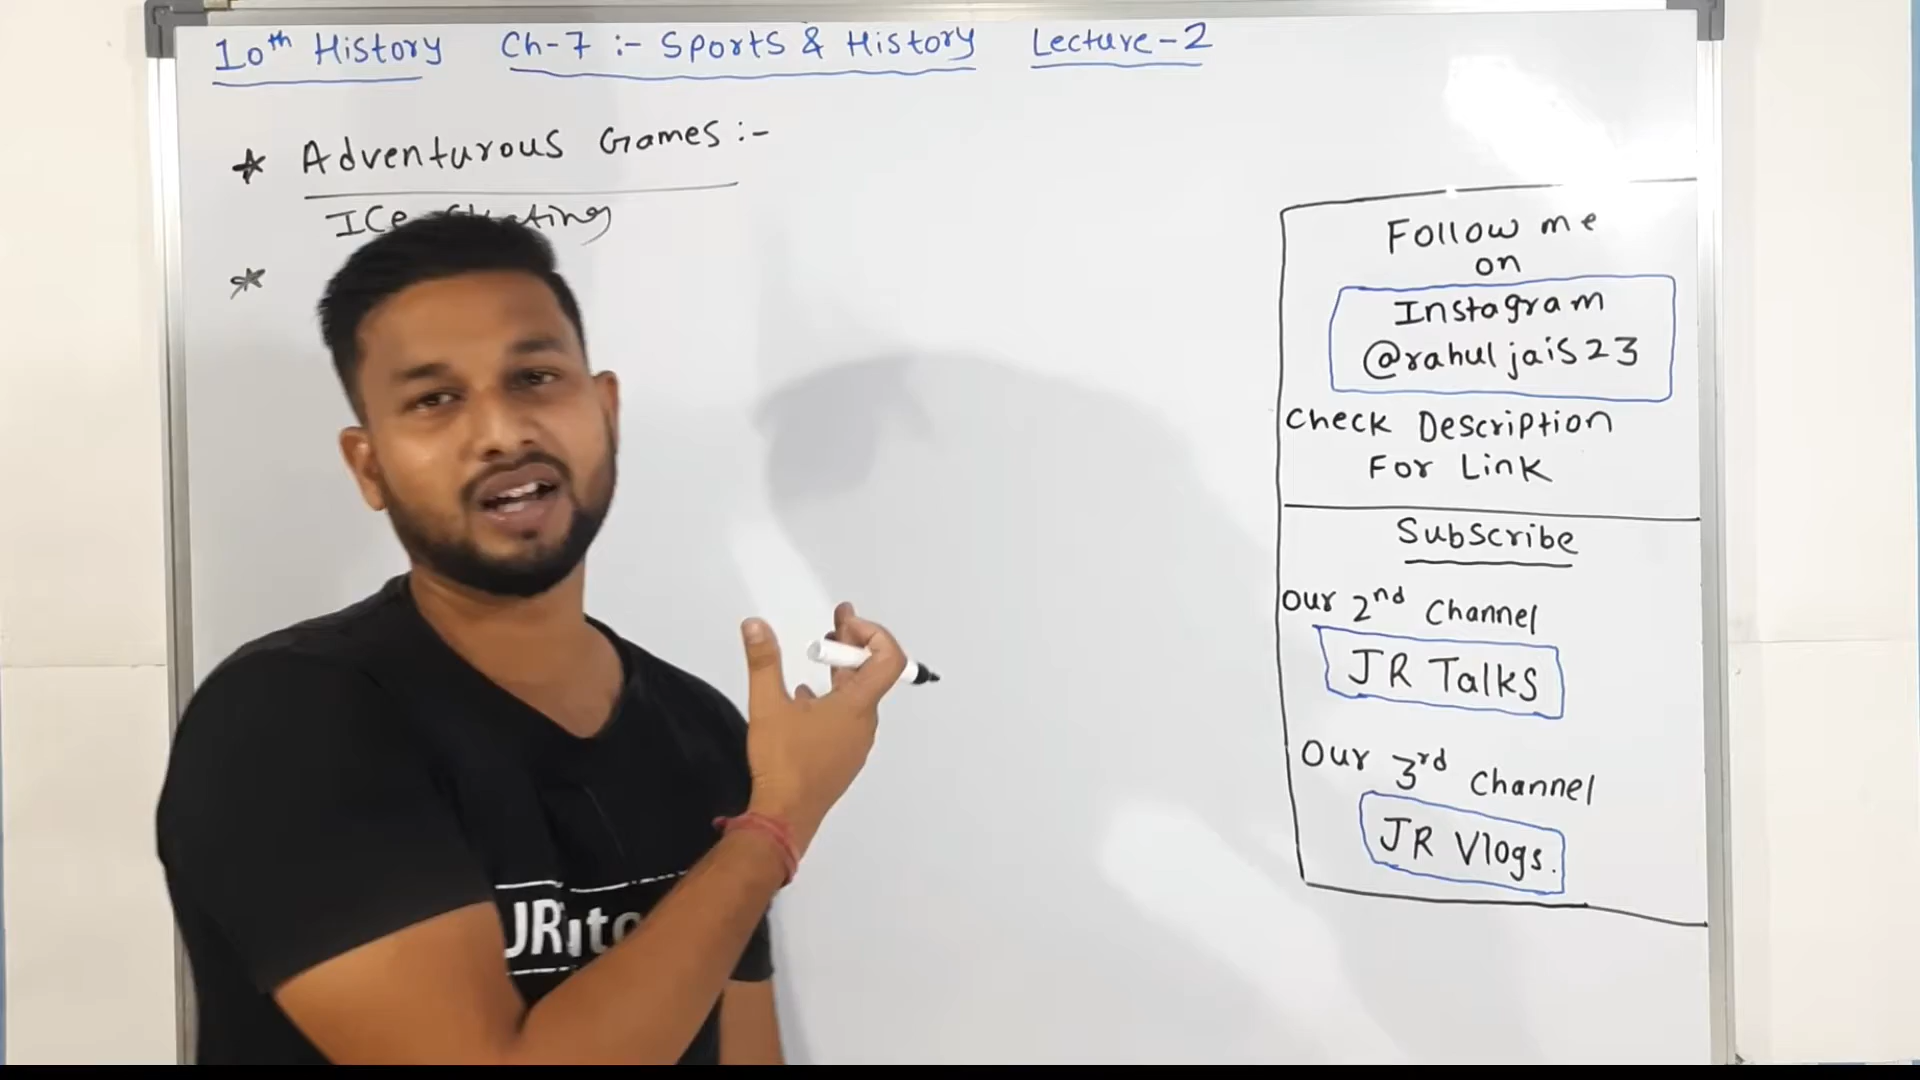 10th History Ch-7 :- Sports & History Lecture-2
* Adventurous Games :-
ICe
*
Follow me
on
Instagram
@rahuljais23
Check Description
For Link
Subscribe
Our 2nd Channel
JR Talks
Our 3rd Channel
JR Vlogs.